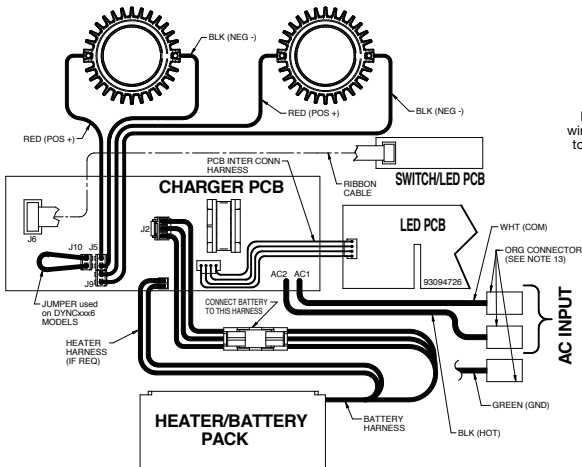 BLK (NEG -)
RED (POS +)
BLK (NEG -)
RED (POS +)
wir
to
PCB INTER CONN
HARNESS
RIBBON
CABLE
SWITCH/LED PCB
CHARGER PCB
J6
J2
J10
J5
J9
LED PCB
93094726
WHT (COM)
ORG CONNECTOR
(SEE NOTE 13)
AC2
AC1
AC INPUT
JUMPER used
on DYNCxxx6
MODELS
CONNECT BATTERY
TO THIS HARNESS
HEATER
HARNESS
(IF REQ)
GREEN (GND)
BLK (HOT)
BATTERY
HARNESS
HEATER/BATTERY
PACK